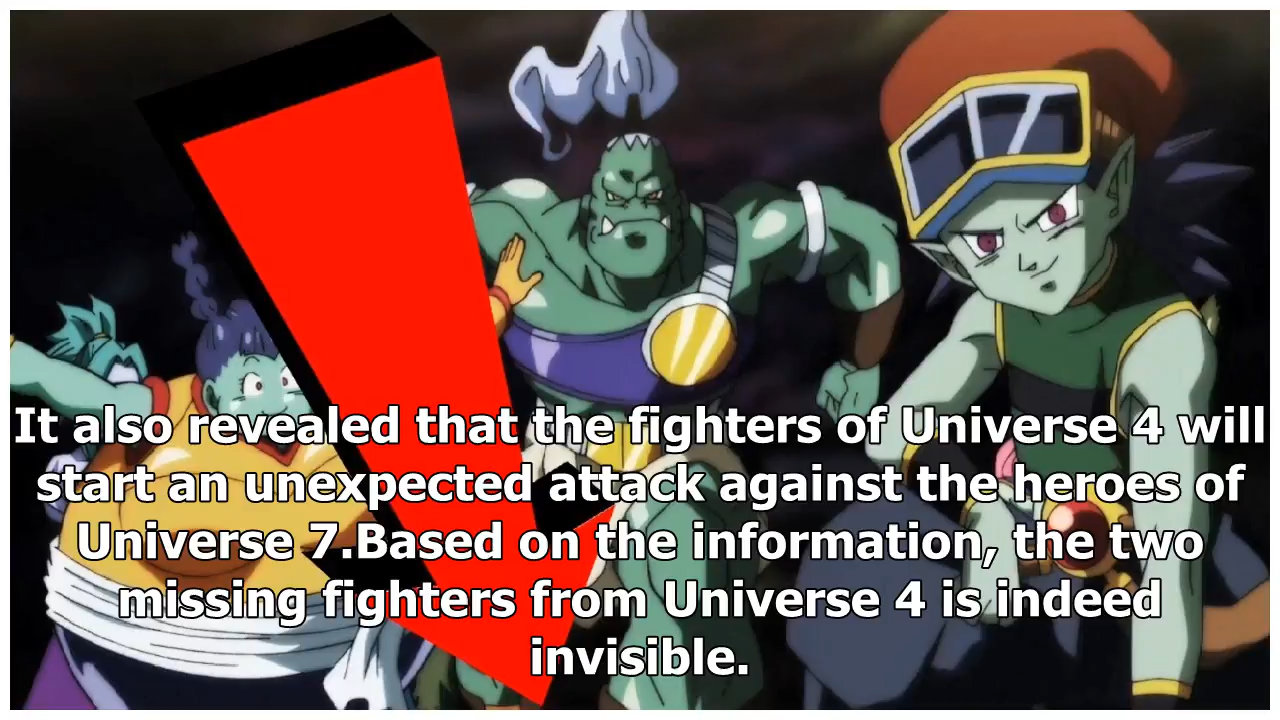 It also revealed that the fighters of Universe 4 will
start an unexpected attack against the heroes of
Universe 7.Based on the information, the two
missing fighters from Universe 4 is indeed
invisible.